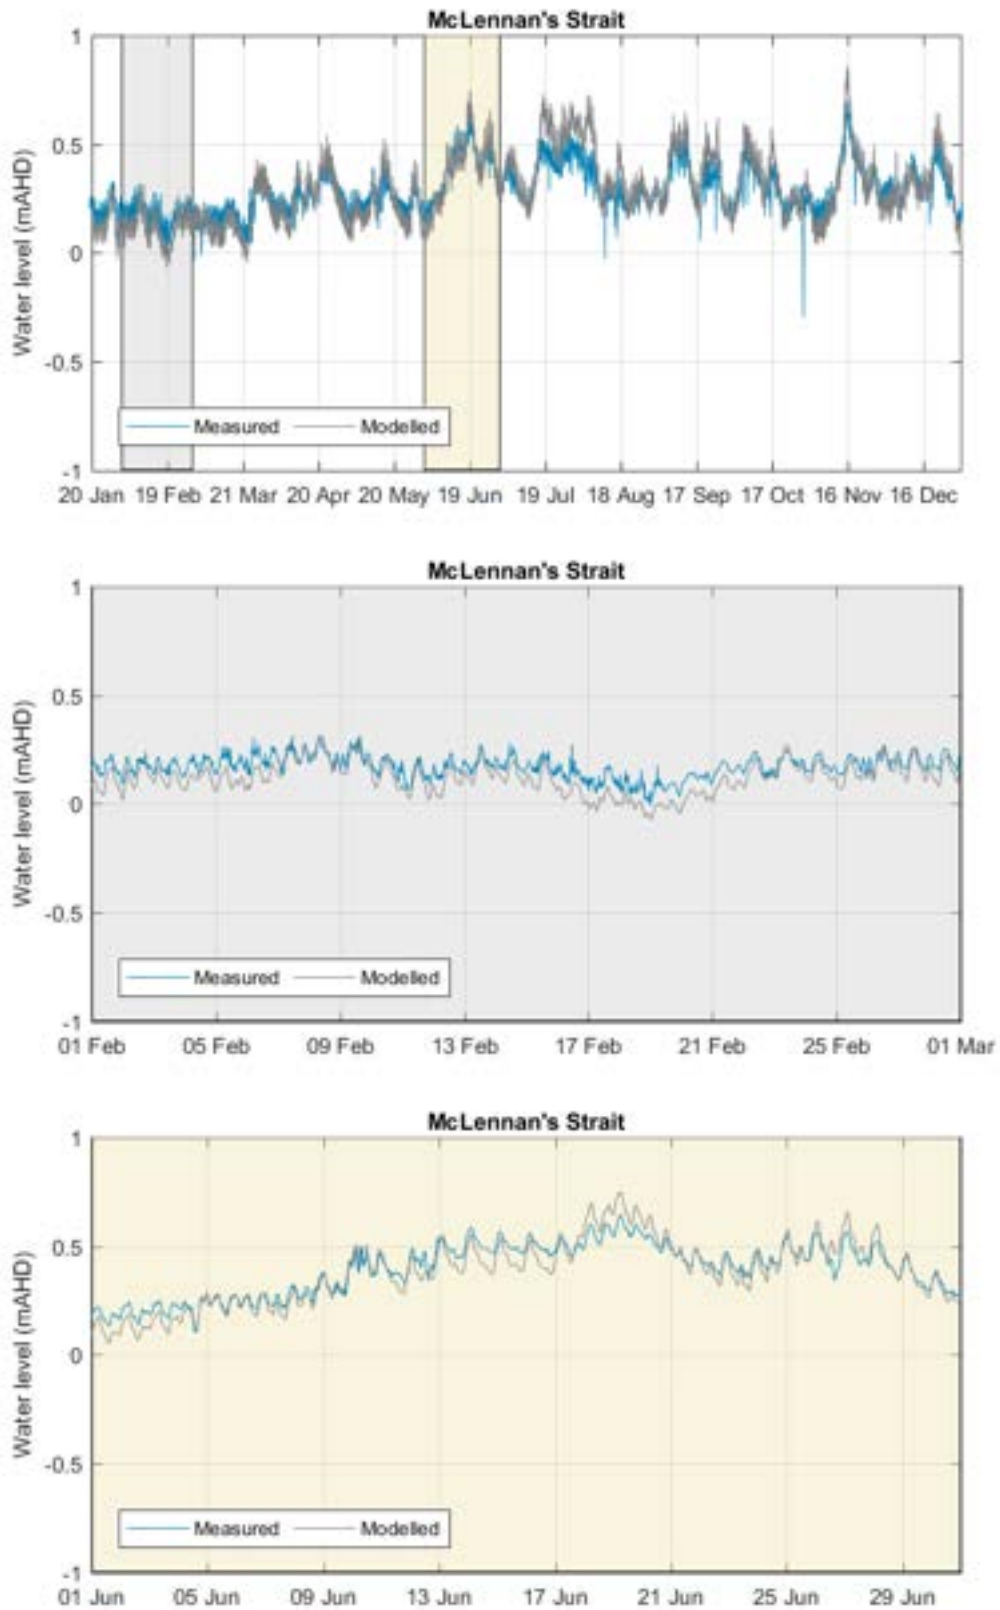 McLennan's Strait
1
0.5
0
-0.5
-1
Water level (mAHD)
Measured Modelled
20 Jan 19 Feb 21 Mar 20 Apr 20 May 19 Jun 19 Jul 18 Aug 17 Sep 17 Oct 16 Nov 16 Dec
McLennan's Strait
1
0.5
0
-0.5
-1
Water level (mAHD)
Measured Modelled
01 Feb 05 Feb 09 Feb 13 Feb 17 Feb 21 Feb 25 Feb 01 Mar
McLennan's Strait
1
0.5
0
-0.5
-1
Water level (mAHD)
Measured Modelled
01 Jun 05 Jun 09 Jun 13 Jun 17 Jun 21 Jun 25 Jun 29 Jun